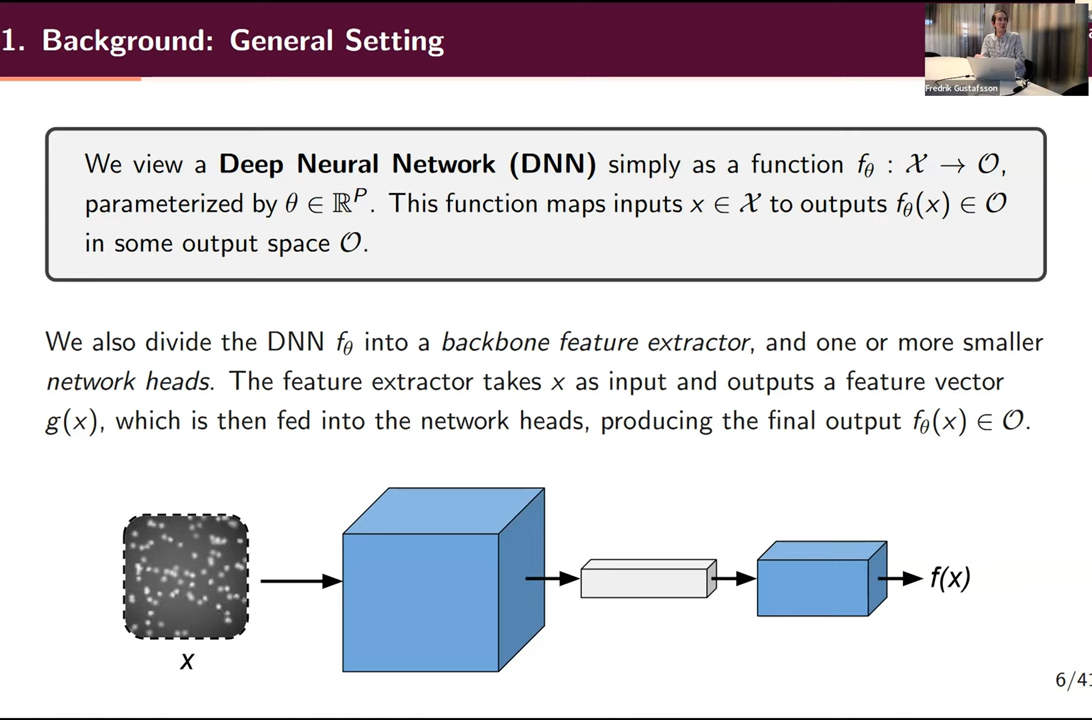 1. Background: General Setting
Fredrik Gustafsson
We view a Deep Neural Network (DNN) simply as a function f_θ : 𝒳 → 𝒪,
parameterized by θ ∈ ℝ^P. This function maps inputs x ∈ 𝒳 to outputs f_θ(x) ∈ 𝒪
in some output space 𝒪.
We also divide the DNN f_θ into a backbone feature extractor, and one or more smaller
network heads. The feature extractor takes x as input and outputs a feature vector
g(x), which is then fed into the network heads, producing the final output f_θ(x) ∈ 𝒪.
f(x)
x